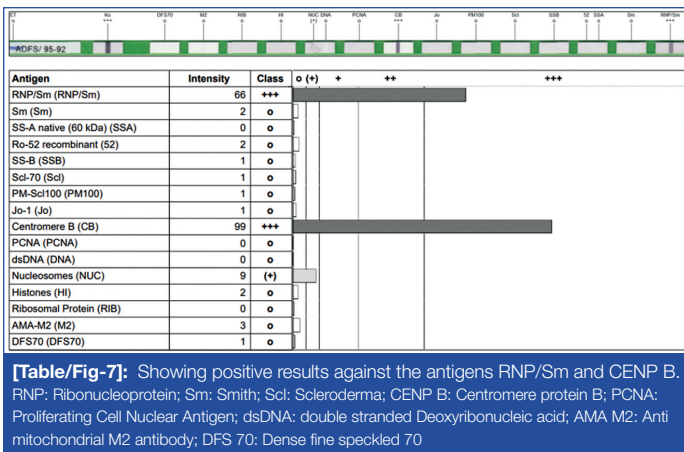 ET Ko DFS70 M2 RIB HI NUC DNA PCNA CB Jo PM100 Scl SSB 52 SSA Sm RNP/Sm
o +++ o o o o (+) o o +++ o o o o o o o +++
ADFS/ 95-92
Antigen Intensity Class o (+) + ++ +++
RNP/Sm (RNP/Sm) 66 +++
Sm (Sm) 2 o
SS-A native (60 kDa) (SSA) 0 o
Ro-52 recombinant (52) 2 o
SS-B (SSB) 1 o
Scl-70 (Scl) 1 o
PM-Scl100 (PM100) 1 o
Jo-1 (Jo) 1 o
Centromere B (CB) 99 +++
PCNA (PCNA) 0 o
dsDNA (DNA) 0 o
Nucleosomes (NUC) 9 (+)
Histones (HI) 2 o
Ribosomal Protein (RIB) 0 o
AMA-M2 (M2) 3 o
DFS70 (DFS70) 1 o
[Table/Fig-7]: Showing positive results against the antigens RNP/Sm and CENP B.
RNP: Ribonucleoprotein; Sm: Smith; Scl: Scleroderma; CENP B: Centromere protein B; PCNA:
Proliferating Cell Nuclear Antigen; dsDNA: double stranded Deoxyribonucleic acid; AMA M2: Anti
mitochondrial M2 antibody; DFS 70: Dense fine speckled 70